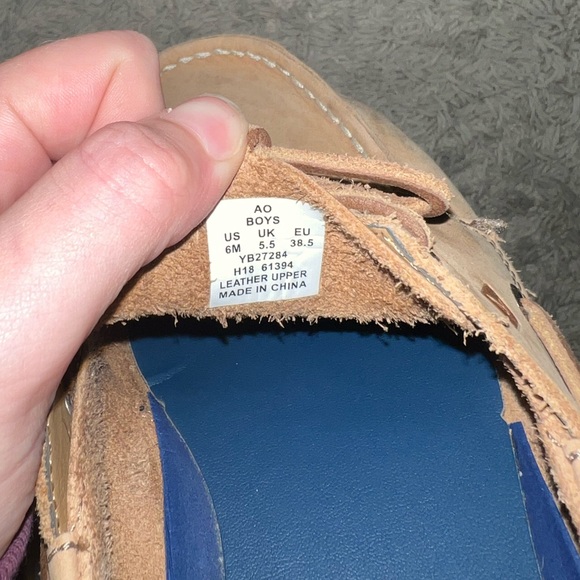 AO
BOYS
US UK EU
6M 5.5 38.5
YB27284
H18 61394
LEATHER UPPER
MADE IN CHINA